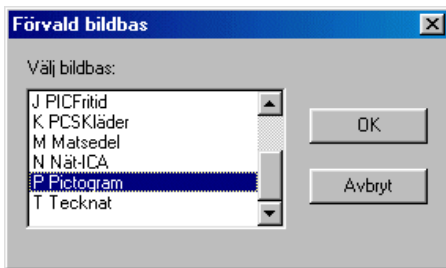 Förvald bildbas
Välj bildbas:
J PICFritid
K PCSKläder
M Matsedel
N Nät-ICA
P Pictogram
T Tecknat
OK
Avbryt